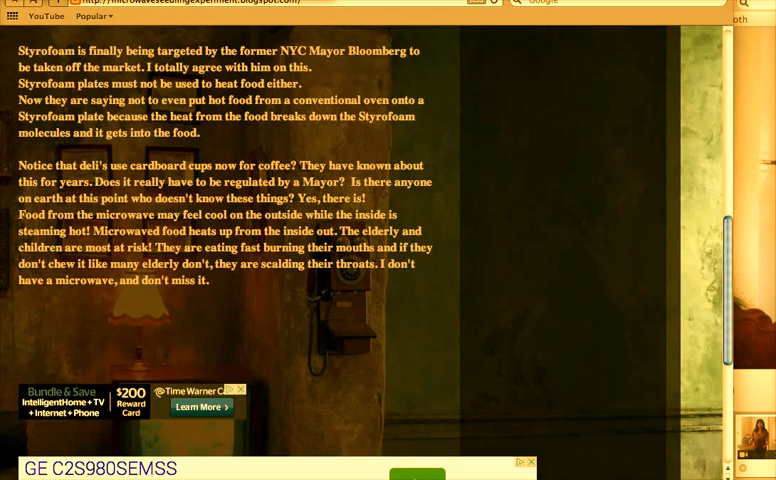 http://microwaveseedlingexperiment.blogspot.com/
Google
YouTube Popular
oth
Styrofoam is finally being targeted by the former NYC Mayor Bloomberg to
be taken off the market. I totally agree with him on this.
Styrofoam plates must not be used to heat food either.
Now they are saying not to even put hot food from a conventional oven onto a
Styrofoam plate because the heat from the food breaks down the Styrofoam
molecules and it gets into the food.
Notice that deli's use cardboard cups now for coffee? They have known about
this for years. Does it really have to be regulated by a Mayor? Is there anyone
on earth at this point who doesn't know these things? Yes, there is!
Food from the microwave may feel cool on the outside while the inside is
steaming hot! Microwaved food heats up from the inside out. The elderly and
children are most at risk! They are eating fast burning their mouths and if they
don't chew it like many elderly don't, they are scalding their throats. I don't
have a microwave, and don't miss it.
Bundle & Save
IntelligentHome + TV
+ Internet + Phone
$200
Reward
Card
Time Warner C
Learn More >
GE C2S980SEMSS